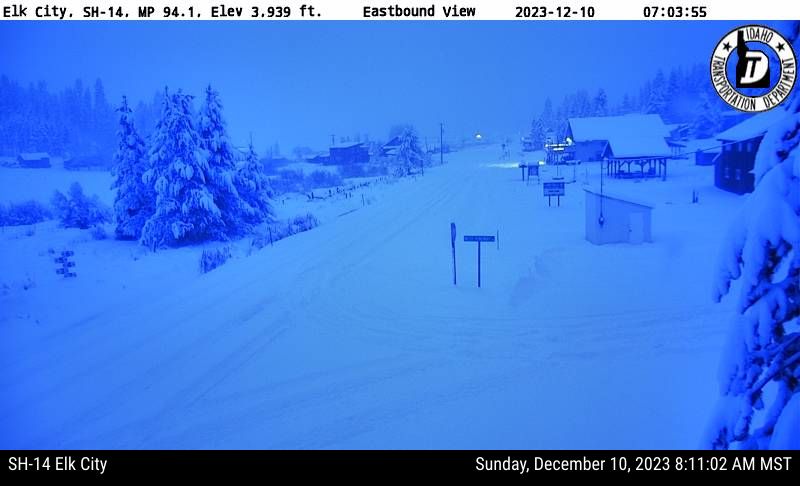 Elk City, SH-14, MP 94.1, Elev 3,939 ft. Eastbound View 2023-12-10 07:03:55
IDAHO
TRANSPORTATION DEPARTMENT
SH-14 Elk City Sunday, December 10, 2023 8:11:02 AM MST